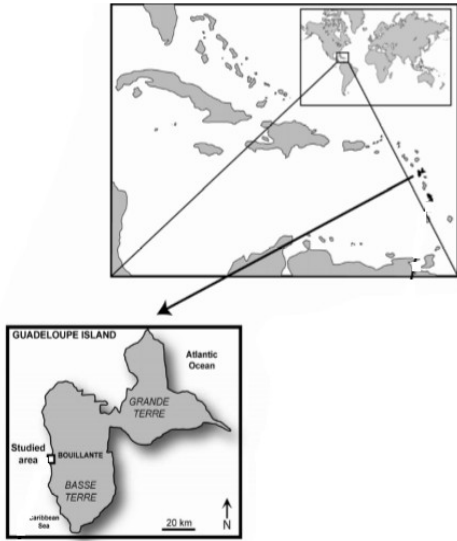 GUADELOUPE ISLAND
Atlantic
Ocean
GRANDE
TERRE
Studied
area
BOUILLANTE
BASSE
TERRE
Sea
20 km
N